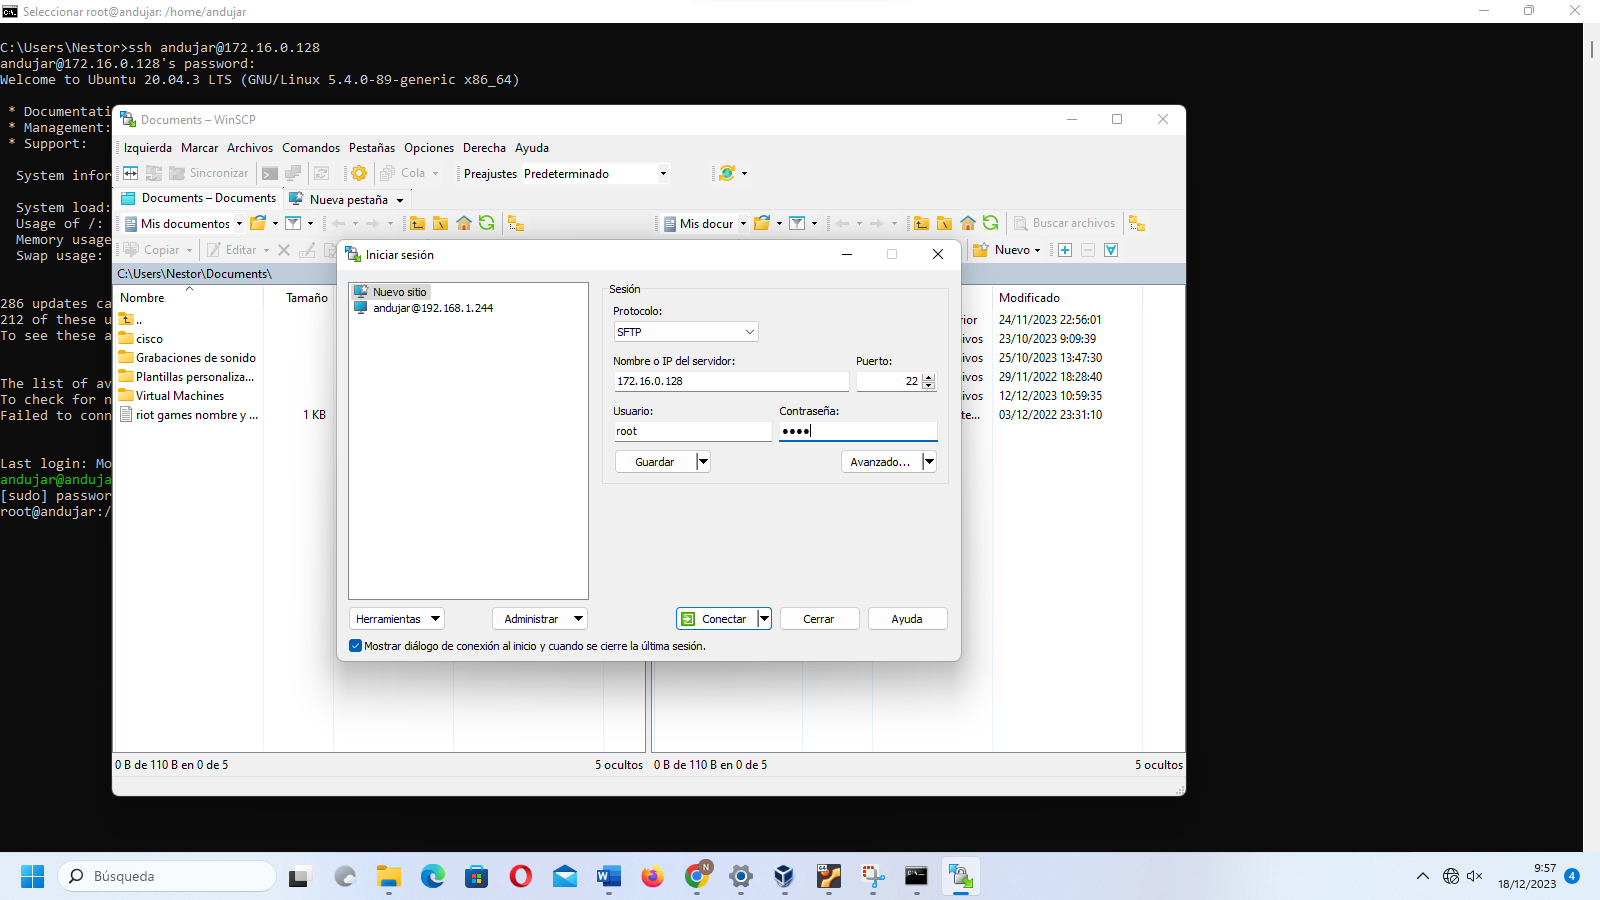 Seleccionar root@andujar: /home/andujar
C:\Users\Nestor>ssh andujar@172.16.0.128
andujar@172.16.0.128's password:
Welcome to Ubuntu 20.04.3 LTS (GNU/Linux 5.4.0-89-generic x86_64)
* Documentati
* Management:
* Support:
System infor
System load:
Usage of /:
Memory usage
Swap usage:
286 updates ca
212 of these u
To see these a
The list of av
To check for n
Failed to conn
Last login: Mo
andujar@anduja
[sudo] passwor
root@andujar:/
Documents – WinSCP
Izquierda Marcar Archivos Comandos Pestañas Opciones Derecha Ayuda
Sincronizar Cola Preajustes Predeterminado
Documents – Documents Nueva pestaña
Mis documentos Mis docur Buscar archivos
Copiar Editar Nuevo
C:\Users\Nestor\Documents\
Nombre Tamaño Modificado
.. rior 24/11/2023 22:56:01
cisco ivos 23/10/2023 9:09:39
Grabaciones de sonido ivos 25/10/2023 13:47:30
Plantillas personaliza... ivos 29/11/2022 18:28:40
Virtual Machines ivos 12/12/2023 10:59:35
riot games nombre y ... 1 KB te... 03/12/2022 23:31:10
Iniciar sesión
Nuevo sitio
andujar@192.168.1.244
Sesión
Protocolo:
SFTP
Nombre o IP del servidor: Puerto:
172.16.0.128 22
Usuario: Contraseña:
root ●●●●
Guardar Avanzado...
Herramientas Administrar Conectar Cerrar Ayuda
Mostrar diálogo de conexión al inicio y cuando se cierre la última sesión.
0 B de 110 B en 0 de 5 5 ocultos 0 B de 110 B en 0 de 5 5 ocultos
Búsqueda
N
9:57
18/12/2023
4